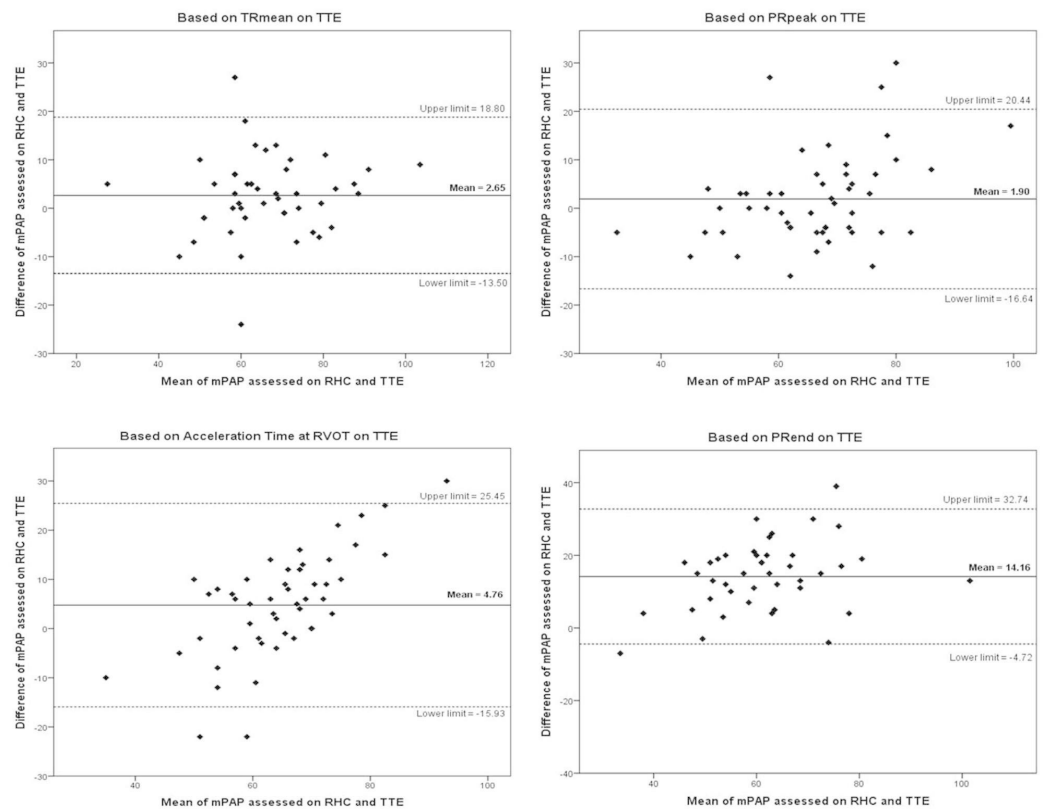 Based on TRmean on TTE
Difference of mPAP assessed on RHC and TTE
30
20
10
0
-10
-20
-30
Upper limit = 18.80
Mean = 2.65
Lower limit = -13.50
20 40 60 80 100 120
Mean of mPAP assessed on RHC and TTE
Based on PRpeak on TTE
Difference of mPAP assessed on RHC and TTE
30
20
10
0
-10
-20
-30
Upper limit = 20.44
Mean = 1.90
Lower limit = -16.64
40 60 80 100
Mean of mPAP assessed on RHC and TTE
Based on Acceleration Time at RVOT on TTE
Difference of mPAP assessed on RHC and TTE
30
20
10
0
-10
-20
-30
Upper limit = 25.45
Mean = 4.76
Lower limit = -15.93
40 60 80 100
Mean of mPAP assessed on RHC and TTE
Based on PRend on TTE
Difference of mPAP assessed on RHC and TTE
40
20
0
-20
-40
Upper limit = 32.74
Mean = 14.16
Lower limit = -4.72
40 60 80 100
Mean of mPAP assessed on RHC and TTE